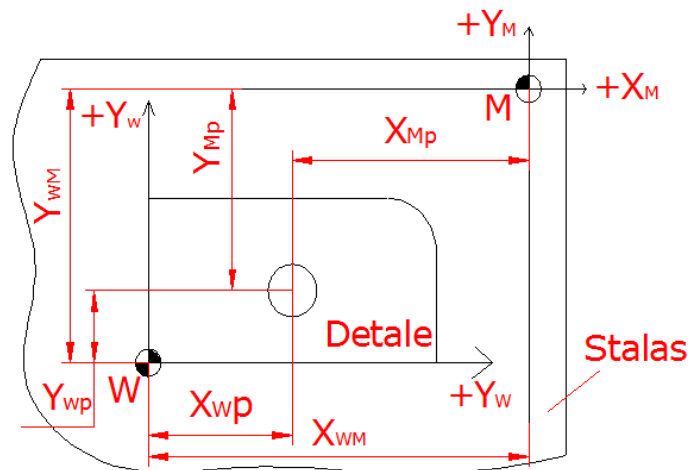 +YM
+XM
M
+Yw
XMp
YMp
YwM
Detale
Stalas
W
+Yw
Ywp
Xwp
XWM